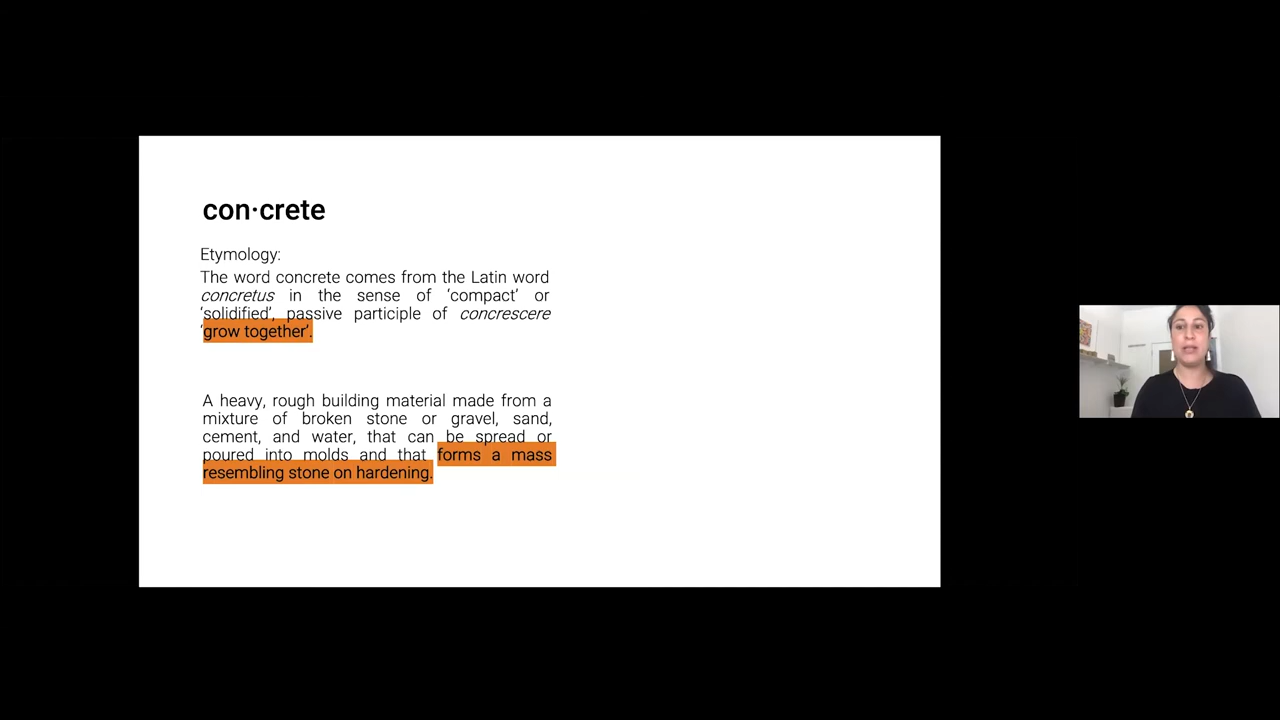 con·crete
Etymology:
The word concrete comes from the Latin word
concretus in the sense of ‘compact’ or
‘solidified’, passive participle of concrescere
‘grow together’.
A heavy, rough building material made from a
mixture of broken stone or gravel, sand,
cement, and water, that can be spread or
poured into molds and that forms a mass
resembling stone on hardening.